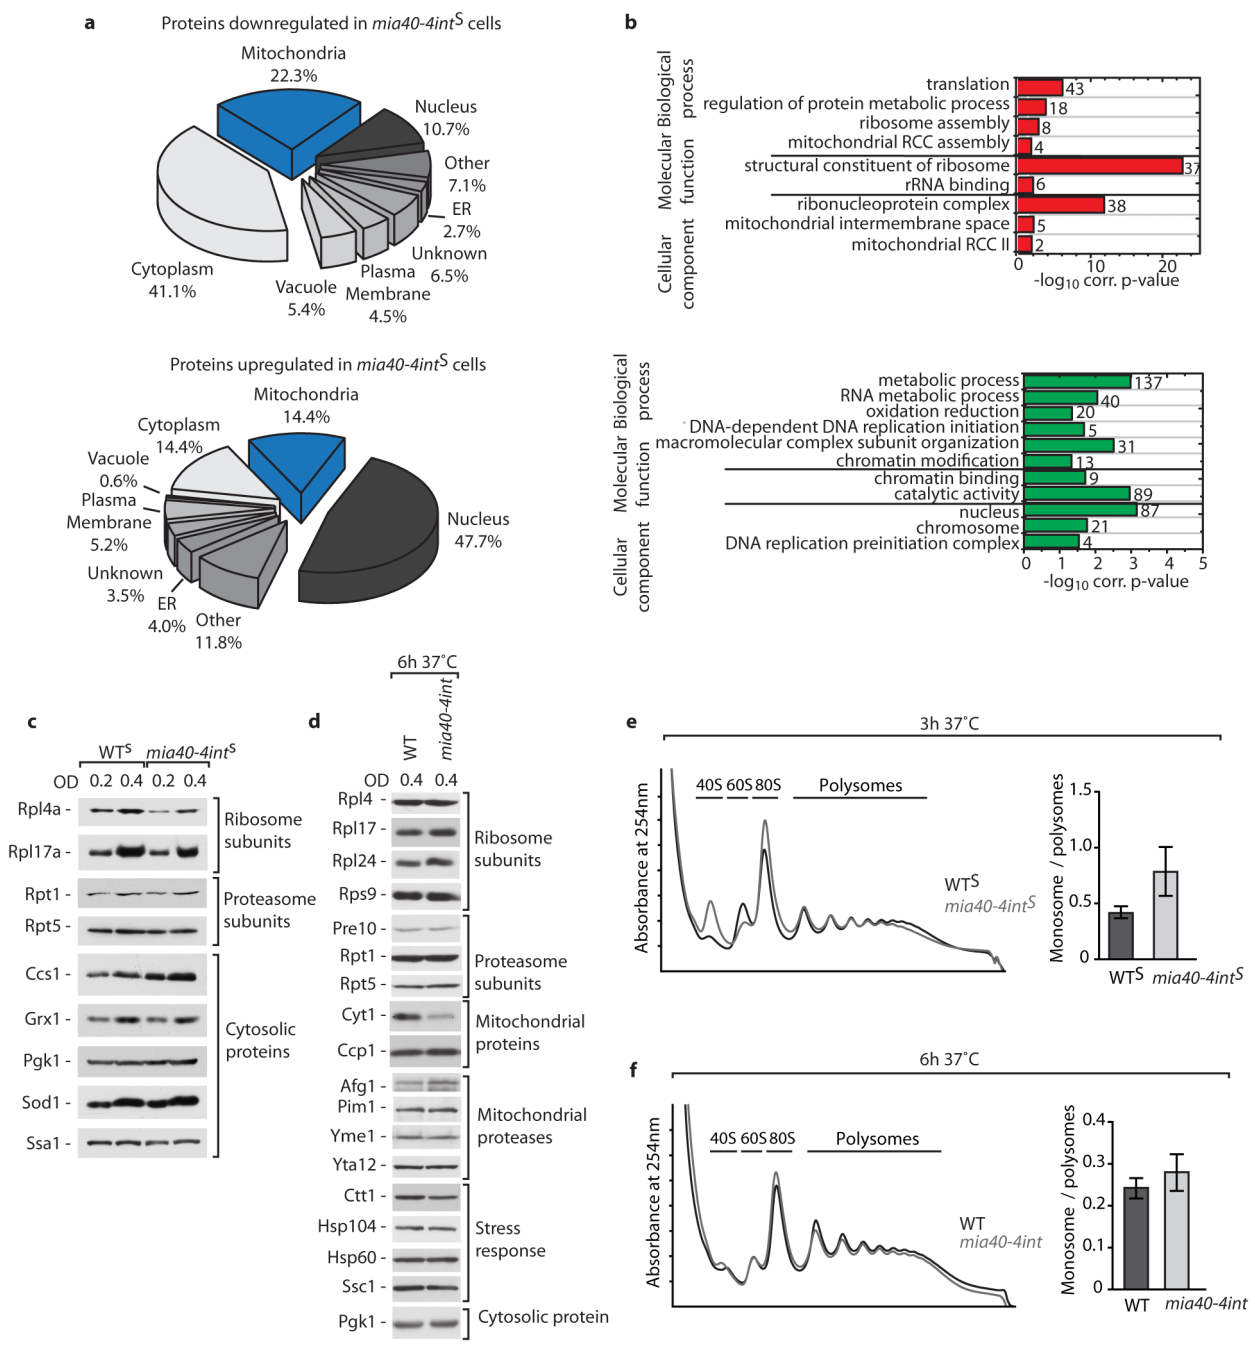 a
Proteins downregulated in mia40-4intS cells
Mitochondria
22.3%
Nucleus
10.7%
Other
7.1%
ER
2.7%
Unknown
6.5%
Plasma
Membrane
4.5%
Vacuole
5.4%
Cytoplasm
41.1%
Proteins upregulated in mia40-4intS cells
Mitochondria
14.4%
Cytoplasm
14.4%
Vacuole
0.6%
Plasma
Membrane
5.2%
Unknown
3.5%
ER
4.0%
Other
11.8%
Nucleus
47.7%
b
Biological
process
Molecular
function
Cellular
component
translation 43
regulation of protein metabolic process 18
ribosome assembly 8
mitochondrial RCC assembly 4
structural constituent of ribosome 37
rRNA binding 6
ribonucleoprotein complex 38
mitochondrial intermembrane space 5
mitochondrial RCC II 2
0 10 20
-log10 corr. p-value
Biological
process
Molecular
function
Cellular
component
metabolic process 137
RNA metabolic process 40
oxidation reduction 20
DNA-dependent DNA replication initiation 5
macromolecular complex subunit organization 31
chromatin modification 13
chromatin binding 9
catalytic activity 89
nucleus 87
chromosome 21
DNA replication preinitiation complex 4
0 1 2 3 4 5
-log10 corr. p-value
c
WTS mia40-4intS
OD 0.2 0.4 0.2 0.4
Rpl4a -
Rpl17a -
Ribosome
subunits
Rpt1 -
Rpt5 -
Proteasome
subunits
Ccs1 -
Grx1 -
Pgk1 -
Sod1 -
Ssa1 -
Cytosolic
proteins
d
6h 37˚C
WT
mia40-4int
OD 0.4 0.4
Rpl4 -
Rpl17 -
Rpl24 -
Rps9 -
Ribosome
subunits
Pre10 -
Rpt1 -
Rpt5 -
Proteasome
subunits
Cyt1 -
Ccp1 -
Mitochondrial
proteins
Afg1 -
Pim1 -
Yme1 -
Yta12 -
Mitochondrial
proteases
Ctt1 -
Hsp104 -
Hsp60 -
Ssc1 -
Stress
response
Pgk1 -
Cytosolic protein
e
3h 37˚C
Absorbance at 254nm
40S 60S 80S Polysomes
WTS
mia40-4intS
Monosome / polysomes
1.5
1.0
0.5
0
WTS mia40-4intS
f
6h 37˚C
Absorbance at 254nm
40S 60S 80S Polysomes
WT
mia40-4int
Monosome / polysomes
0.4
0.3
0.2
0.1
0
WT mia40-4int